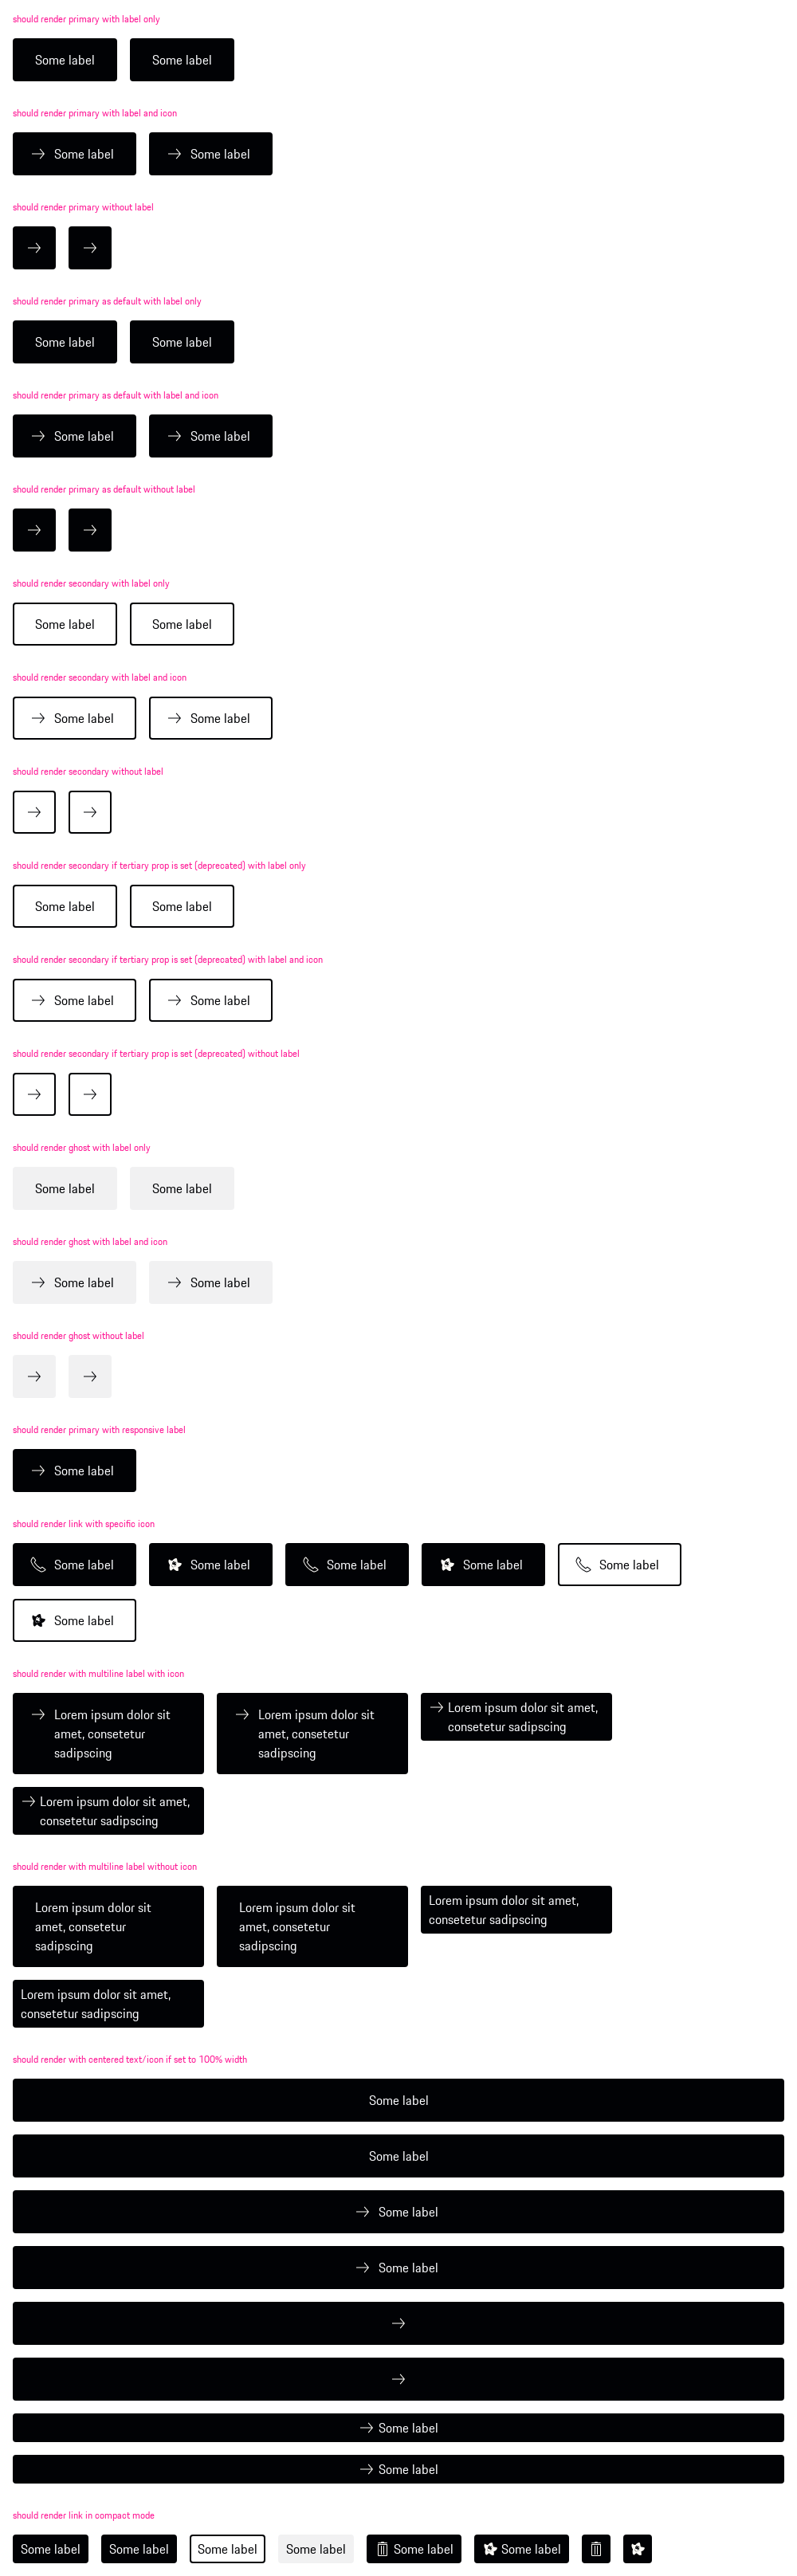 should render primary with label only
Some label Some label
should render primary with label and icon
Some label Some label
should render primary without label
should render primary as default with label only
Some label Some label
should render primary as default with label and icon
Some label Some label
should render primary as default without label
should render secondary with label only
Some label Some label
should render secondary with label and icon
Some label Some label
should render secondary without label
should render secondary if tertiary prop is set (deprecated) with label only
Some label Some label
should render secondary if tertiary prop is set (deprecated) with label and icon
Some label Some label
should render secondary if tertiary prop is set (deprecated) without label
should render ghost with label only
Some label Some label
should render ghost with label and icon
Some label Some label
should render ghost without label
should render primary with responsive label
Some label
should render link with specific icon
Some label Some label Some label Some label Some label
Some label
should render with multiline label with icon
Lorem ipsum dolor sit
amet, consetetur
sadipscing
Lorem ipsum dolor sit
amet, consetetur
sadipscing
Lorem ipsum dolor sit amet,
consetetur sadipscing
Lorem ipsum dolor sit amet,
consetetur sadipscing
should render with multiline label without icon
Lorem ipsum dolor sit
amet, consetetur
sadipscing
Lorem ipsum dolor sit
amet, consetetur
sadipscing
Lorem ipsum dolor sit amet,
consetetur sadipscing
Lorem ipsum dolor sit amet,
consetetur sadipscing
should render with centered text/icon if set to 100% width
Some label
Some label
Some label
Some label
Some label
Some label
should render link in compact mode
Some label Some label Some label Some label Some label Some label